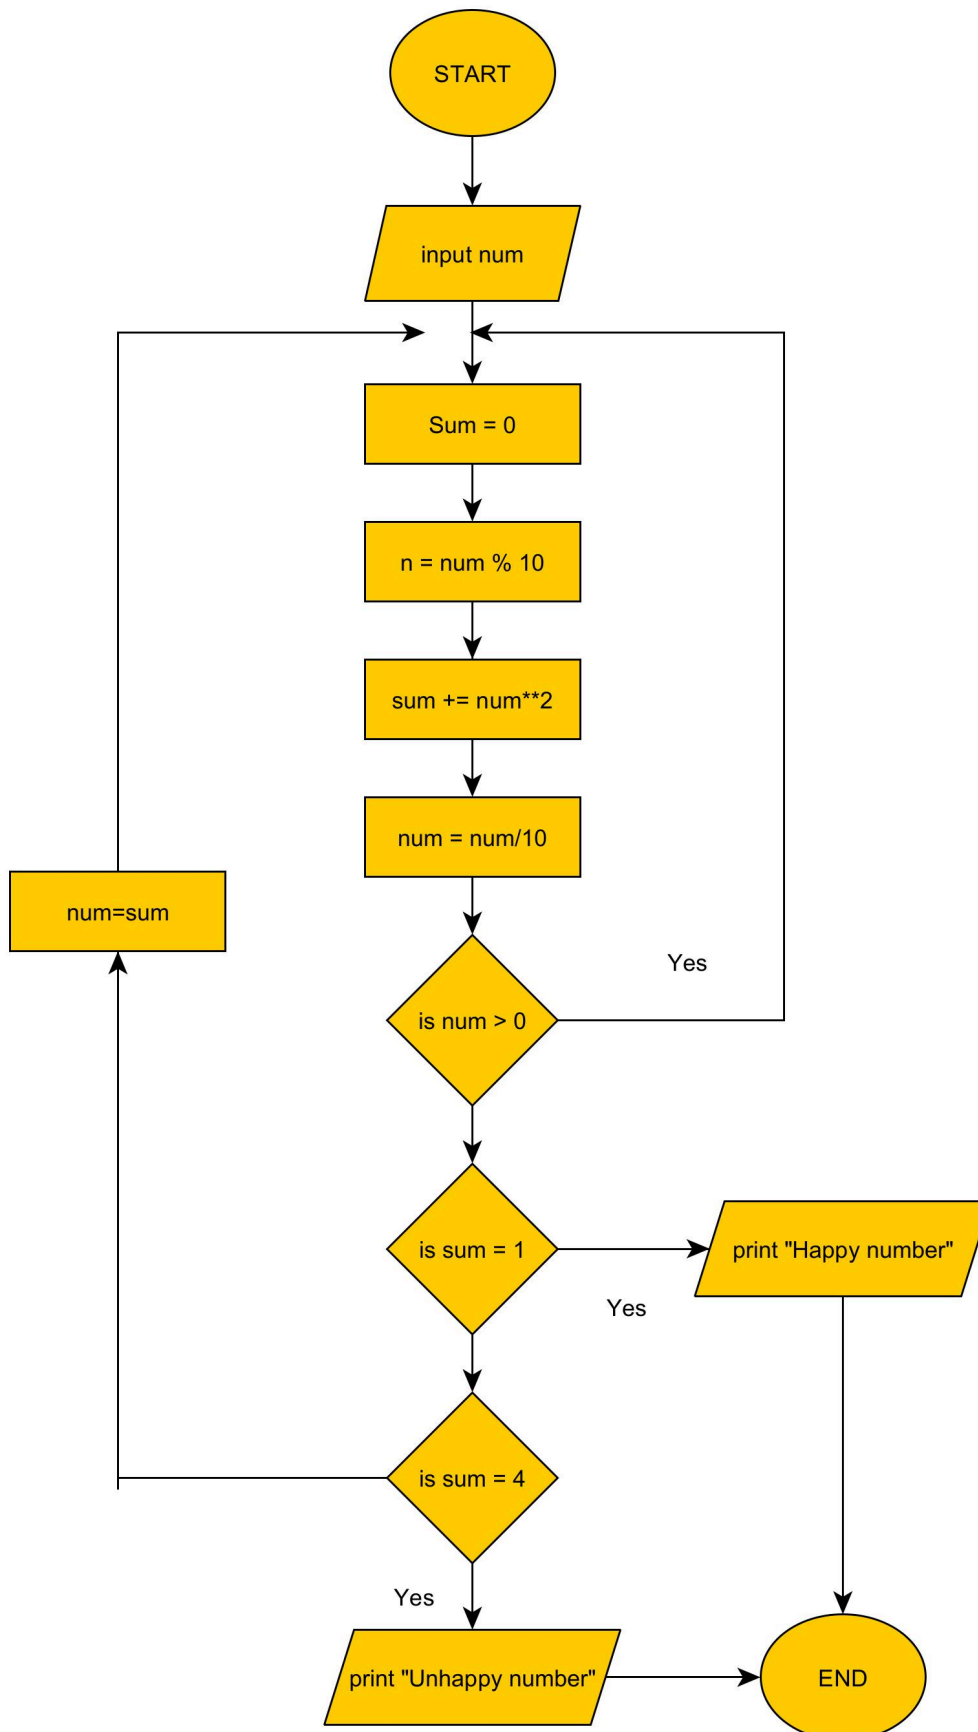 START
input num
Sum = 0
n = num % 10
sum += num**2
num = num/10
num=sum
Yes
is num > 0
is sum = 1
print "Happy number"
Yes
is sum = 4
Yes
print "Unhappy number"
END